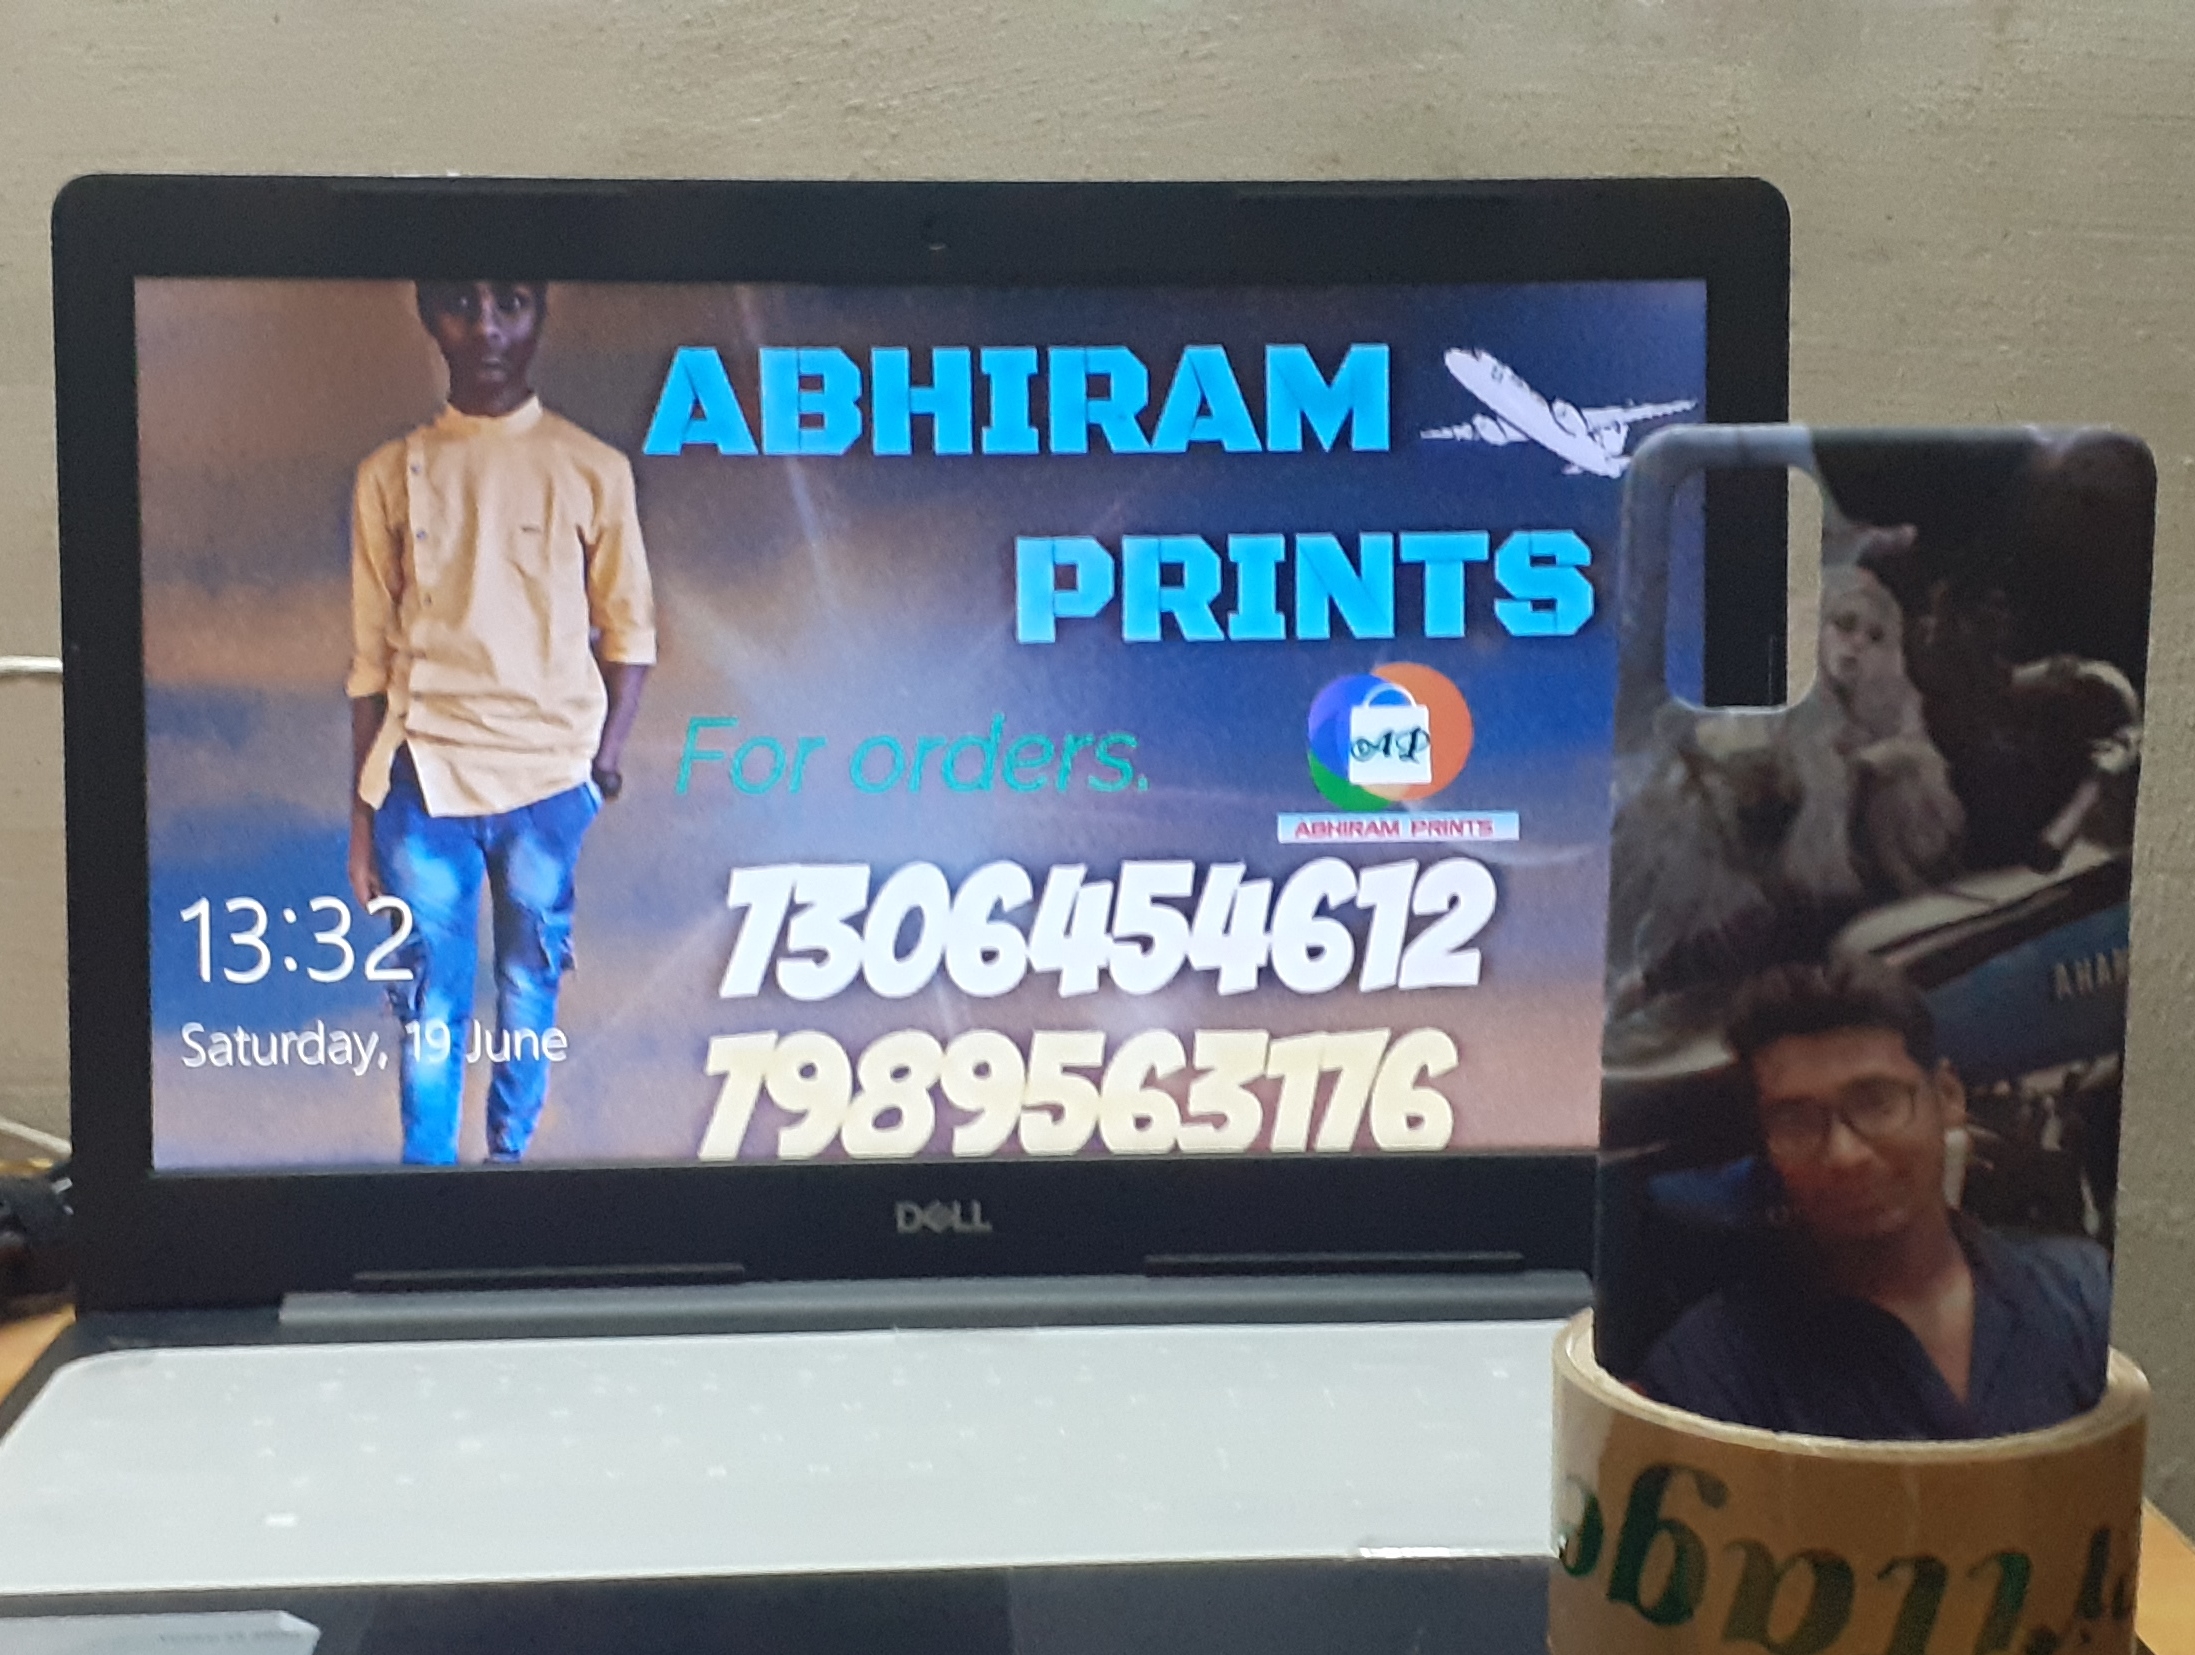 ABHIRAM
PRINTS
For orders.
AP
ABHIRAM PRINTS
7306454612
7989563176
13:32
Saturday, 19 June
DELL